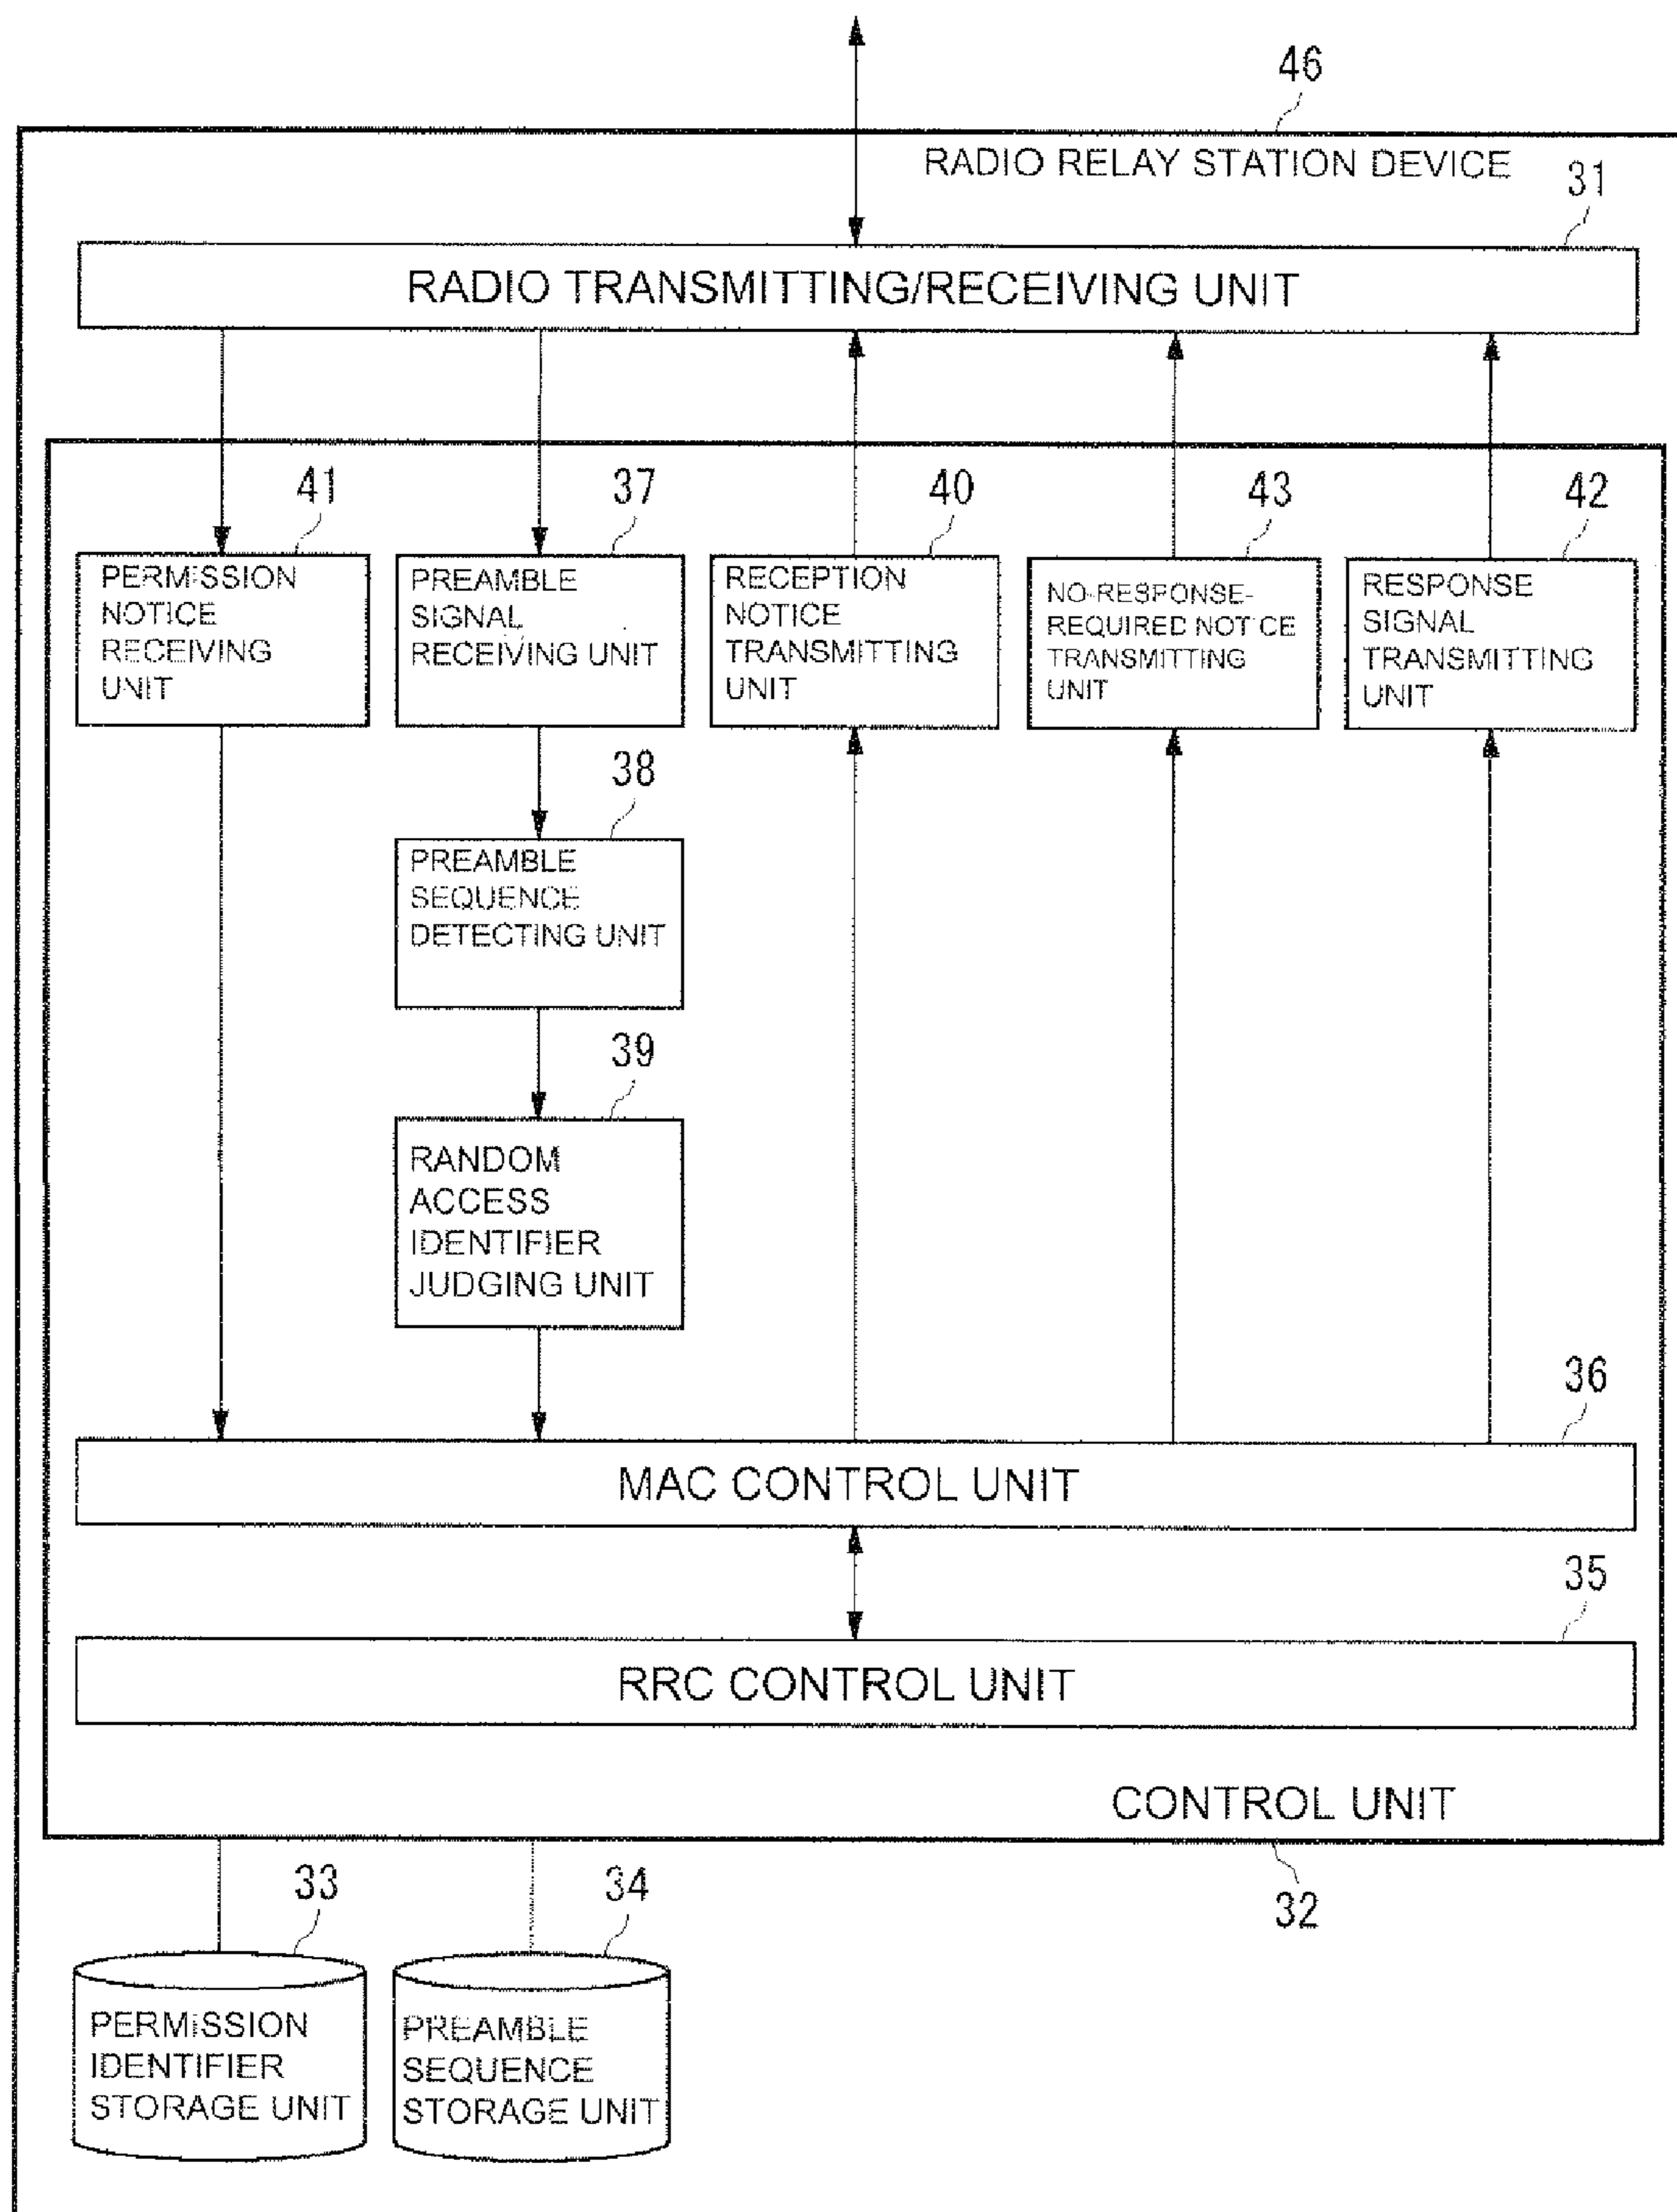 46
RADIO RELAY STATION DEVICE
31
RADIO TRANSMITTING/RECEIVING UNIT
41
PERMISSION
NOTICE
RECEIVING
UNIT
37
PREAMBLE
SIGNAL
RECEIVING UNIT
40
RECEPTION
NOTICE
TRANSMITTING
UNIT
43
NO-RESPONSE-
REQUIRED NOTICE
TRANSMITTING
UNIT
42
RESPONSE
SIGNAL
TRANSMITTING
UNIT
38
PREAMBLE
SEQUENCE
DETECTING UNIT
39
RANDOM
ACCESS
IDENTIFIER
JUDGING UNIT
36
MAC CONTROL UNIT
35
RRC CONTROL UNIT
CONTROL UNIT
32
33
PERMISSION
IDENTIFIER
STORAGE UNIT
34
PREAMBLE
SEQUENCE
STORAGE UNIT